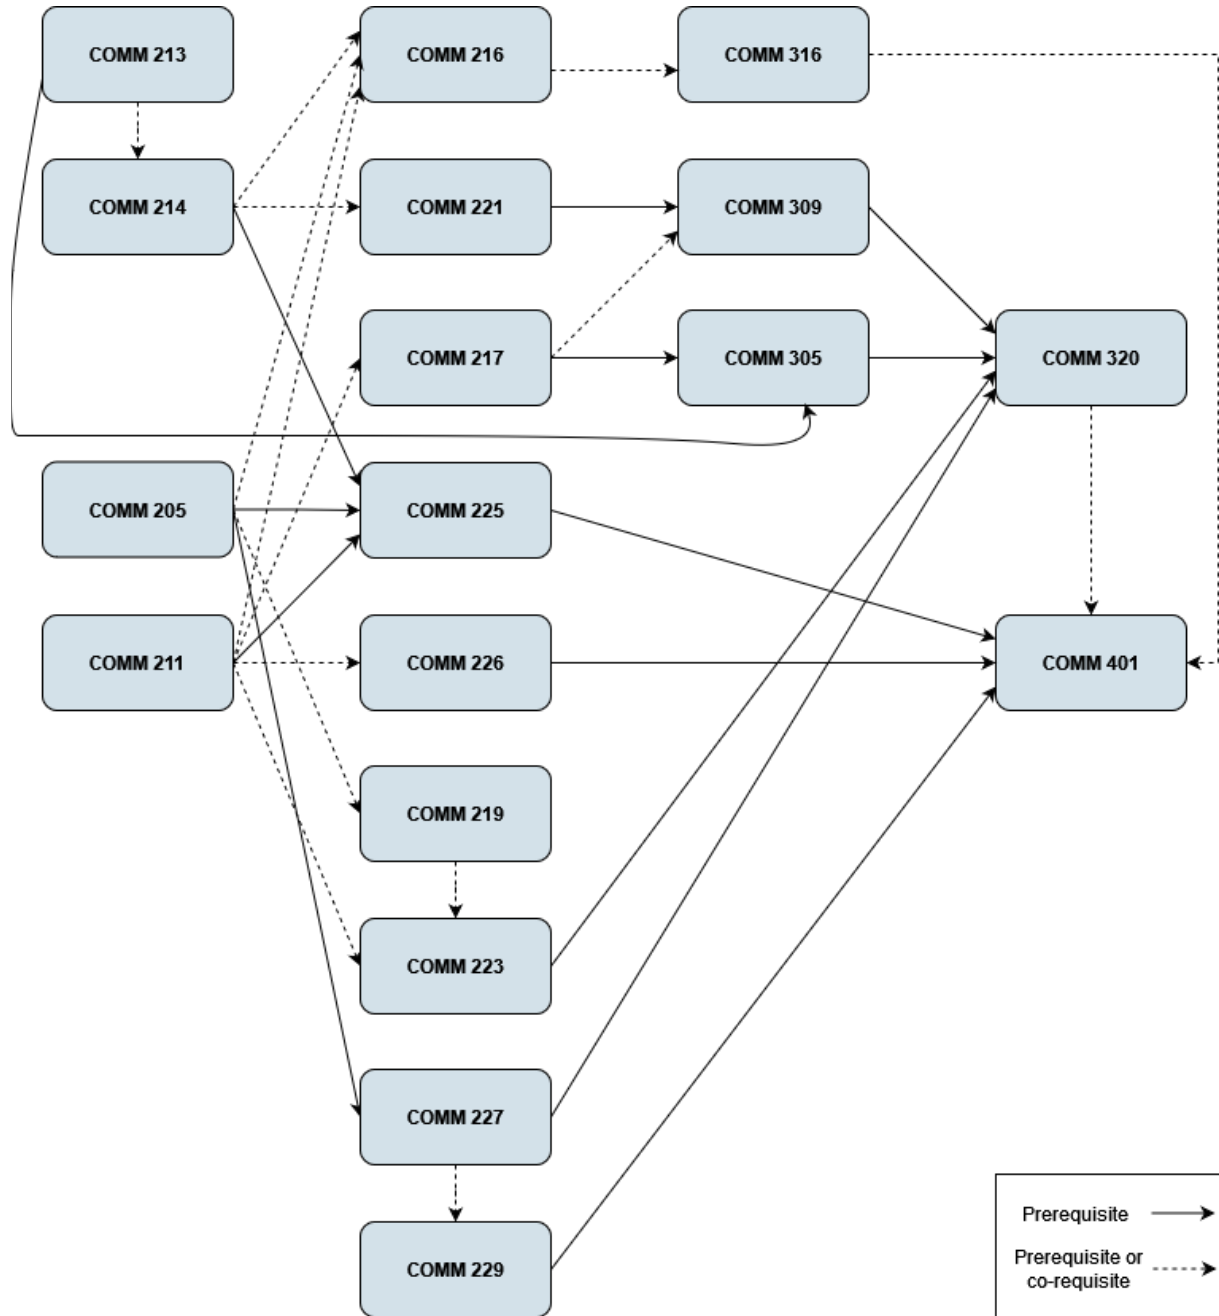 COMM 213
COMM 216
COMM 316
COMM 214
COMM 221
COMM 309
COMM 217
COMM 305
COMM 320
COMM 205
COMM 225
COMM 211
COMM 226
COMM 401
COMM 219
COMM 223
COMM 227
COMM 229
Prerequisite
Prerequisite or
co-requisite